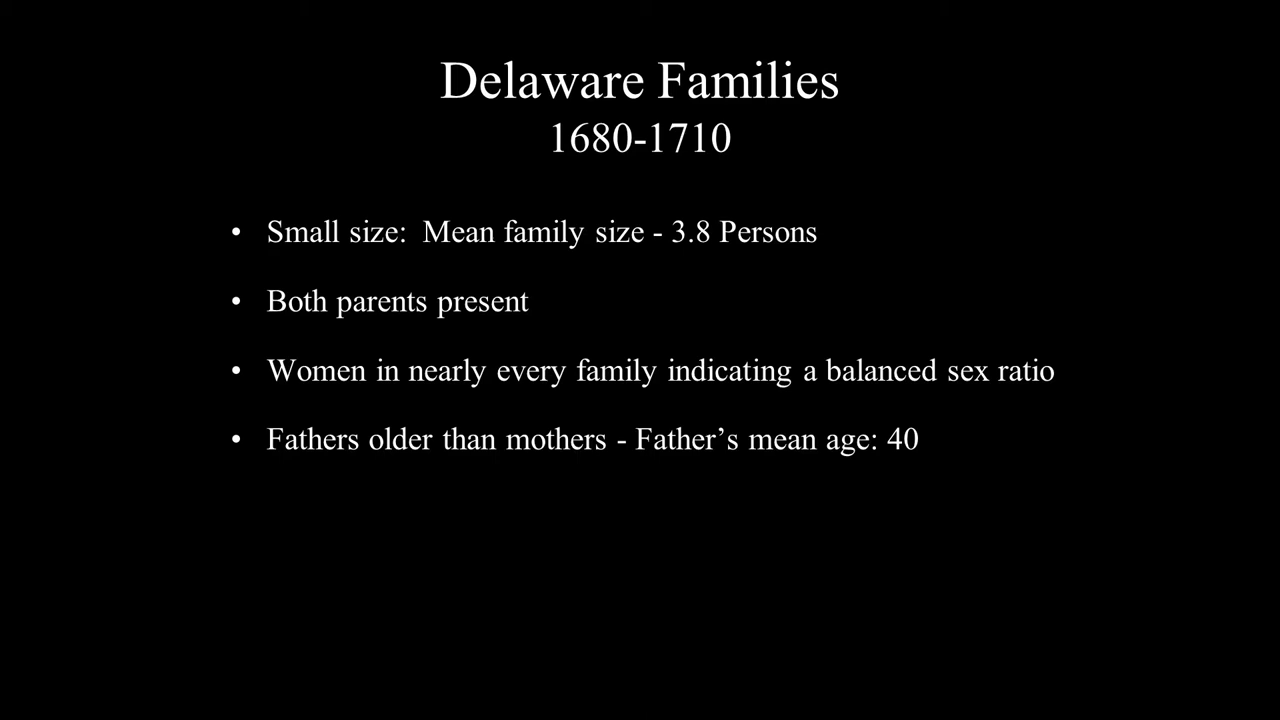 Delaware Families
1680-1710
• Small size:  Mean family size - 3.8 Persons
• Both parents present
• Women in nearly every family indicating a balanced sex ratio
• Fathers older than mothers - Father’s mean age: 40